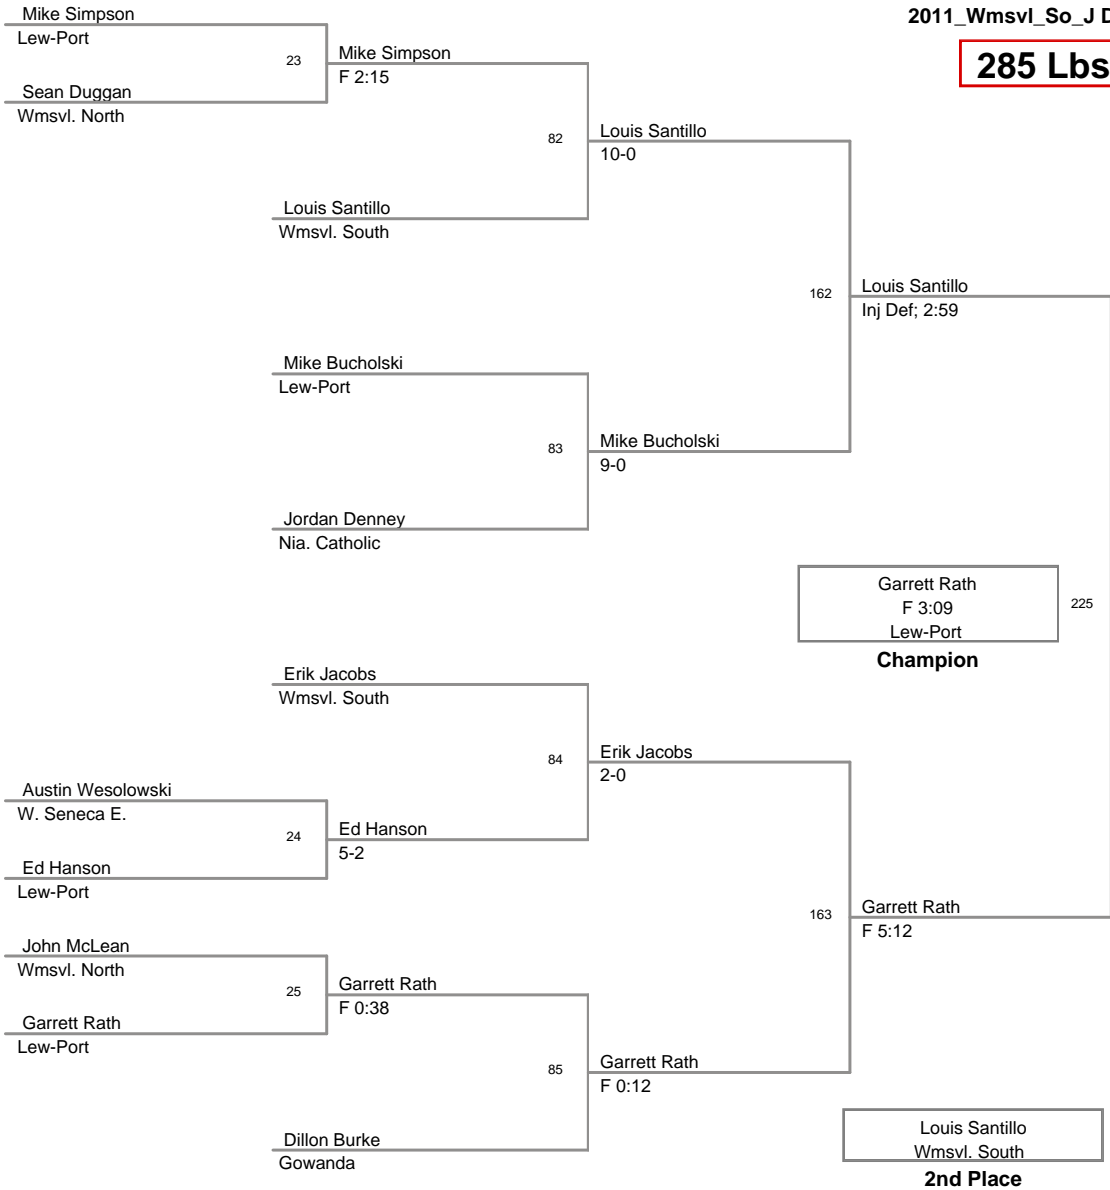 Mike Simpson
Lew-Port
2011_Wmsvl_So_J D
285 Lbs
23
Mike Simpson
F 2:15
Sean Duggan
Wmsvl. North
82
Louis Santillo
10-0
Louis Santillo
Wmsvl. South
162
Louis Santillo
Inj Def; 2:59
Mike Bucholski
Lew-Port
83
Mike Bucholski
9-0
Jordan Denney
Nia. Catholic
Garrett Rath
F 3:09
Lew-Port
225
Champion
Erik Jacobs
Wmsvl. South
84
Erik Jacobs
2-0
Austin Wesolowski
W. Seneca E.
24
Ed Hanson
5-2
Ed Hanson
Lew-Port
163
Garrett Rath
F 5:12
John McLean
Wmsvl. North
25
Garrett Rath
F 0:38
Garrett Rath
Lew-Port
85
Garrett Rath
F 0:12
Dillon Burke
Gowanda
Louis Santillo
Wmsvl. South
2nd Place